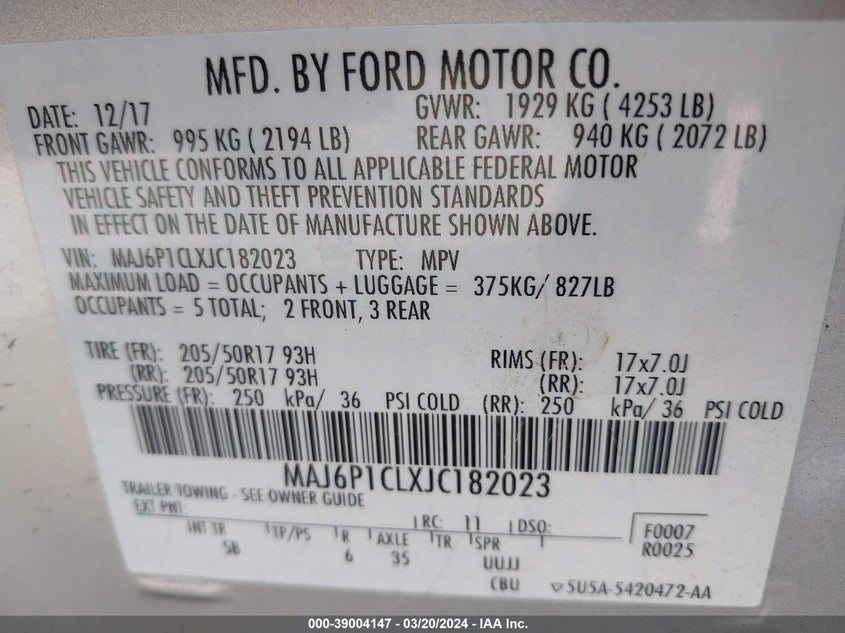 MFD. BY FORD MOTOR CO.
DATE: 12/17 GVWR: 1929 KG ( 4253 LB)
FRONT GAWR: 995 KG ( 2194 LB) REAR GAWR: 940 KG ( 2072 LB)
THIS VEHICLE CONFORMS TO ALL APPLICABLE FEDERAL MOTOR
VEHICLE SAFETY AND THEFT PREVENTION STANDARDS
IN EFFECT ON THE DATE OF MANUFACTURE SHOWN ABOVE.
VIN: MAJ6P1CLXJC182023 TYPE: MPV
MAXIMUM LOAD = OCCUPANTS + LUGGAGE = 375KG/ 827LB
OCCUPANTS = 5 TOTAL; 2 FRONT, 3 REAR
TIRE (FR): 205/50R17 93H RIMS (FR): 17x7.0J
(RR): 205/50R17 93H (RR): 17x7.0J
PRESSURE (FR): 250 kPa/ 36 PSI COLD (RR): 250 kPa/ 36 PSI COLD
MAJ6P1CLXJC182023
TRAILER TOWING - SEE OWNER GUIDE
EXT PNT: RC: 11 DSO: F0007
INT TR TP/PS R AXLE TR SPR R0025
SB 6 35 UUJJ
CBU 5U5A-5420472-AA
000-39004147 — 03/20/2024 — IAA Inc.